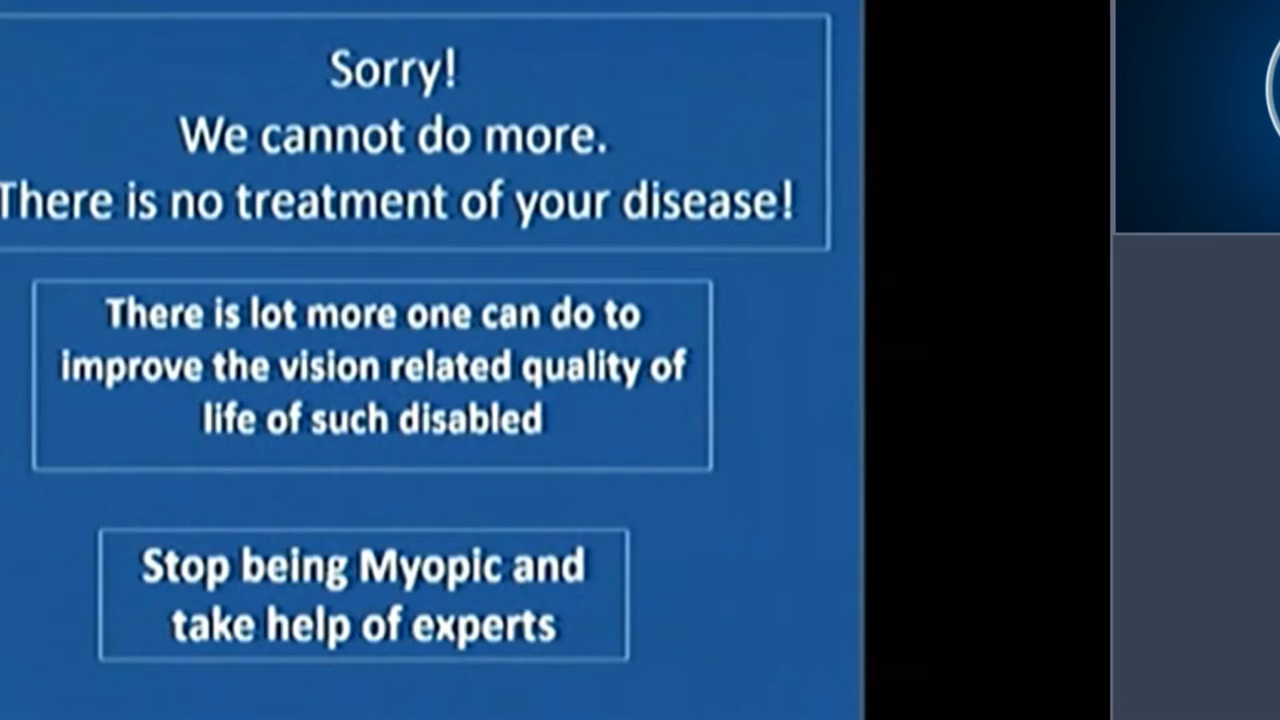 Sorry!
We cannot do more.
There is no treatment of your disease!
There is lot more one can do to
improve the vision related quality of
life of such disabled
Stop being Myopic and
take help of experts